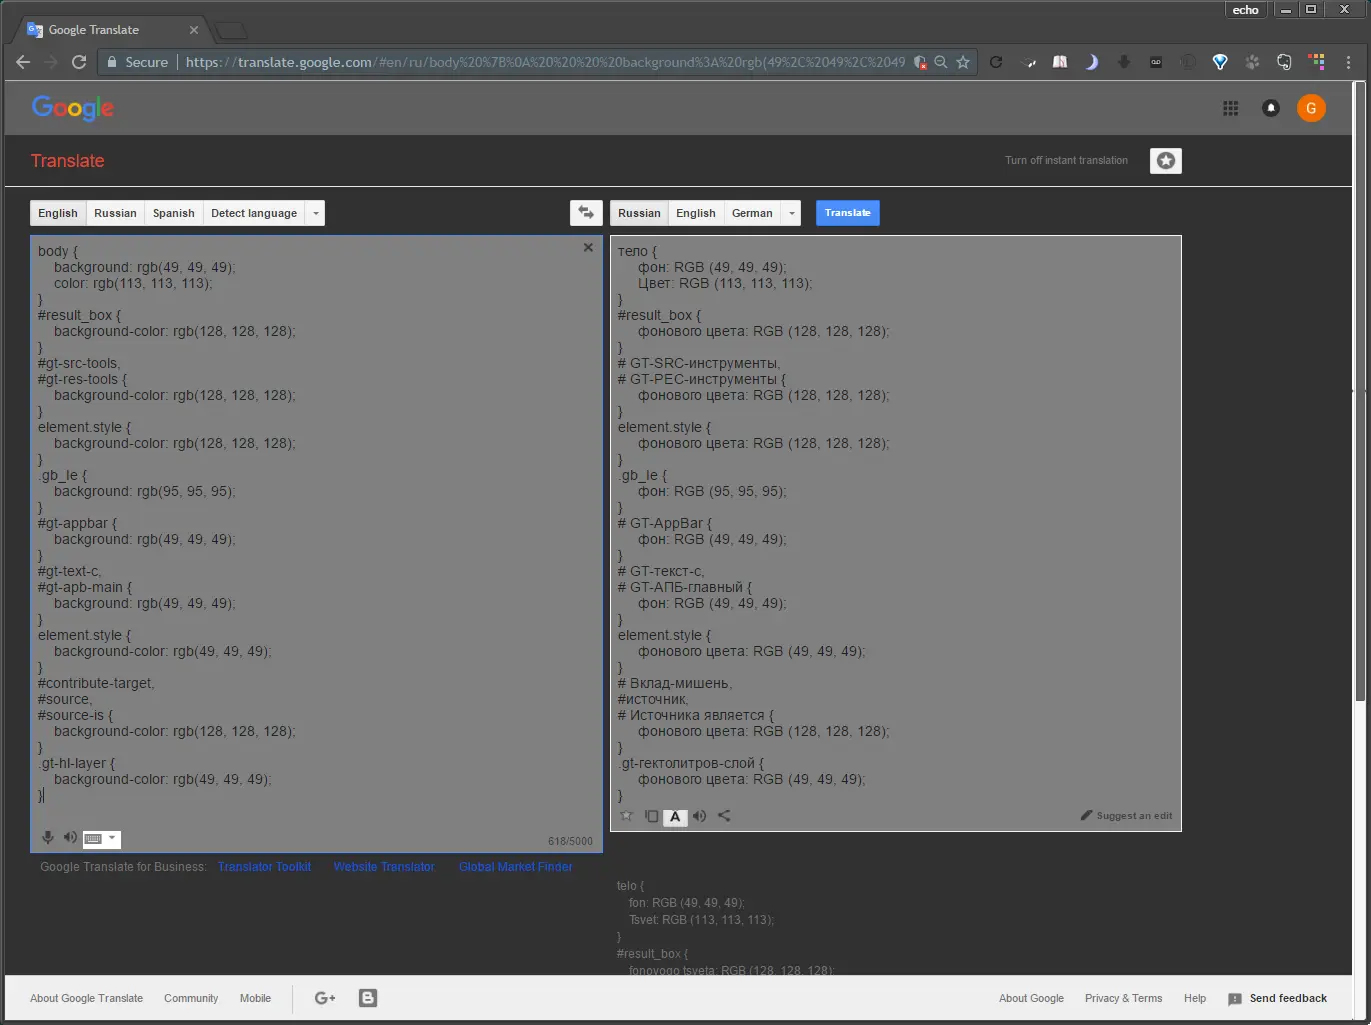 echo
Google Translate
Secure
https://translate.google.com/#en/ru/body%20%7B%0A%20%20%20%20background%3A%20rgb(49%2C%2049%2C%2049
Google
G
Translate
Turn off instant translation
English Russian Spanish Detect language
Russian English German Translate
body {
    background: rgb(49, 49, 49);
    color: rgb(113, 113, 113);
}
#result_box {
    background-color: rgb(128, 128, 128);
}
#gt-src-tools,
#gt-res-tools {
    background-color: rgb(128, 128, 128);
}
element.style {
    background-color: rgb(128, 128, 128);
}
.gb_Ie {
    background: rgb(95, 95, 95);
}
#gt-appbar {
    background: rgb(49, 49, 49);
}
#gt-text-c,
#gt-apb-main {
    background: rgb(49, 49, 49);
}
element.style {
    background-color: rgb(49, 49, 49);
}
#contribute-target,
#source,
#source-is {
    background-color: rgb(128, 128, 128);
}
.gt-hl-layer {
    background-color: rgb(49, 49, 49);
}
618/5000
тело {
    фон: RGB (49, 49, 49);
    Цвет: RGB (113, 113, 113);
}
#result_box {
    фонового цвета: RGB (128, 128, 128);
}
# GT-SRC-инструменты,
# GT-РЕС-инструменты {
    фонового цвета: RGB (128, 128, 128);
}
element.style {
    фонового цвета: RGB (128, 128, 128);
}
.gb_Ie {
    фон: RGB (95, 95, 95);
}
# GT-AppBar {
    фон: RGB (49, 49, 49);
}
# GT-текст-с,
# GT-АПБ-главный {
    фон: RGB (49, 49, 49);
}
element.style {
    фонового цвета: RGB (49, 49, 49);
}
# Вклад-мишень,
#источник,
# Источника является {
    фонового цвета: RGB (128, 128, 128);
}
.gt-гектолитров-слой {
    фонового цвета: RGB (49, 49, 49);
}
A
Suggest an edit
Google Translate for Business: Translator Toolkit Website Translator Global Market Finder
telo {
    fon: RGB (49, 49, 49);
    Tsvet: RGB (113, 113, 113);
}
#result_box {
    fonovogo tsveta: RGB (128, 128, 128);
About Google Translate Community Mobile G+ B About Google Privacy & Terms Help Send feedback